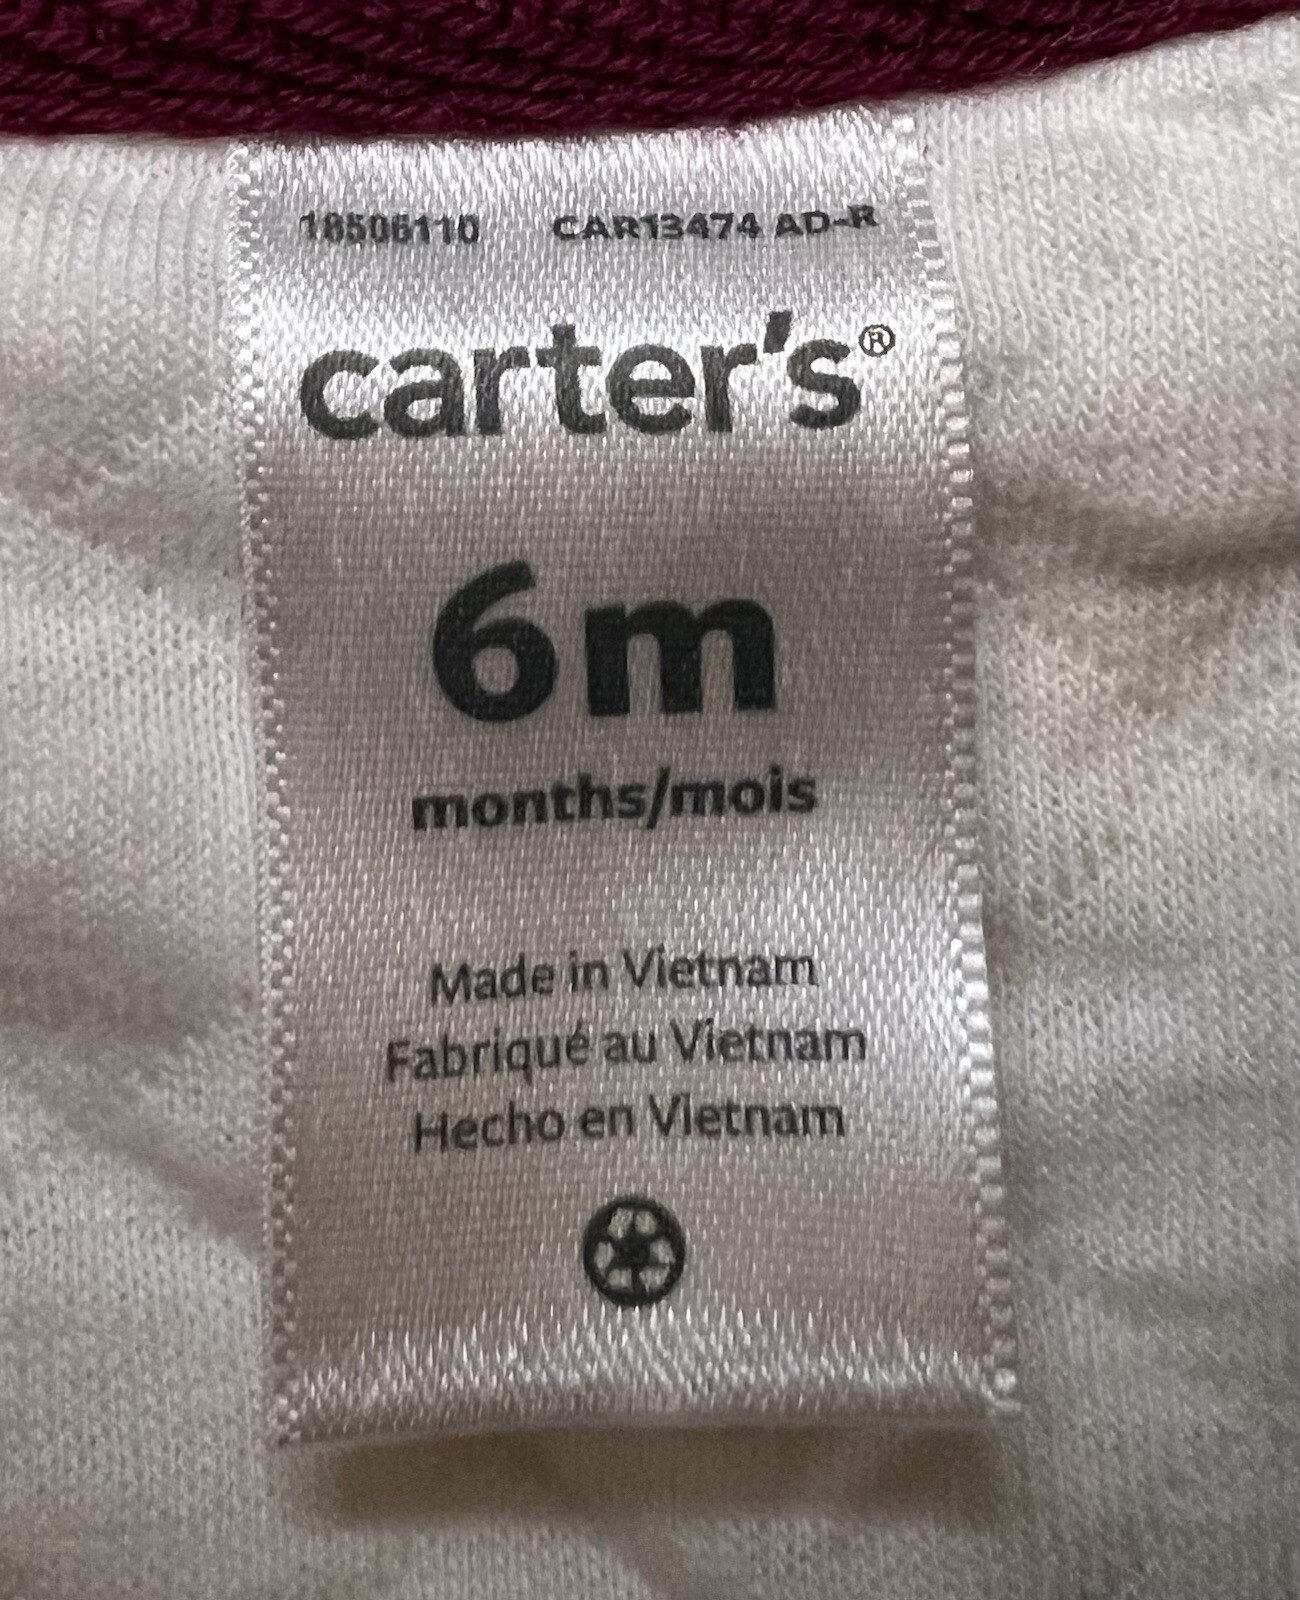 18506110 CAR13474 AD-R
carter's®
6m
months/mois
Made in Vietnam
Fabriqué au Vietnam
Hecho en Vietnam